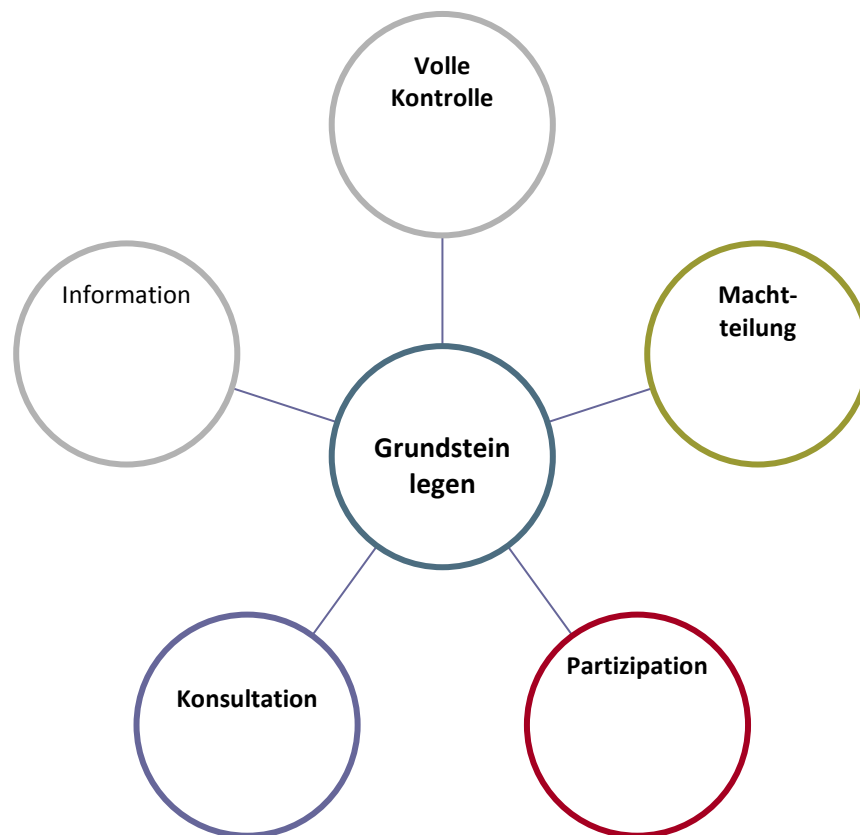 Volle
Kontrolle
Information
Macht-
teilung
Grundstein
legen
Konsultation
Partizipation